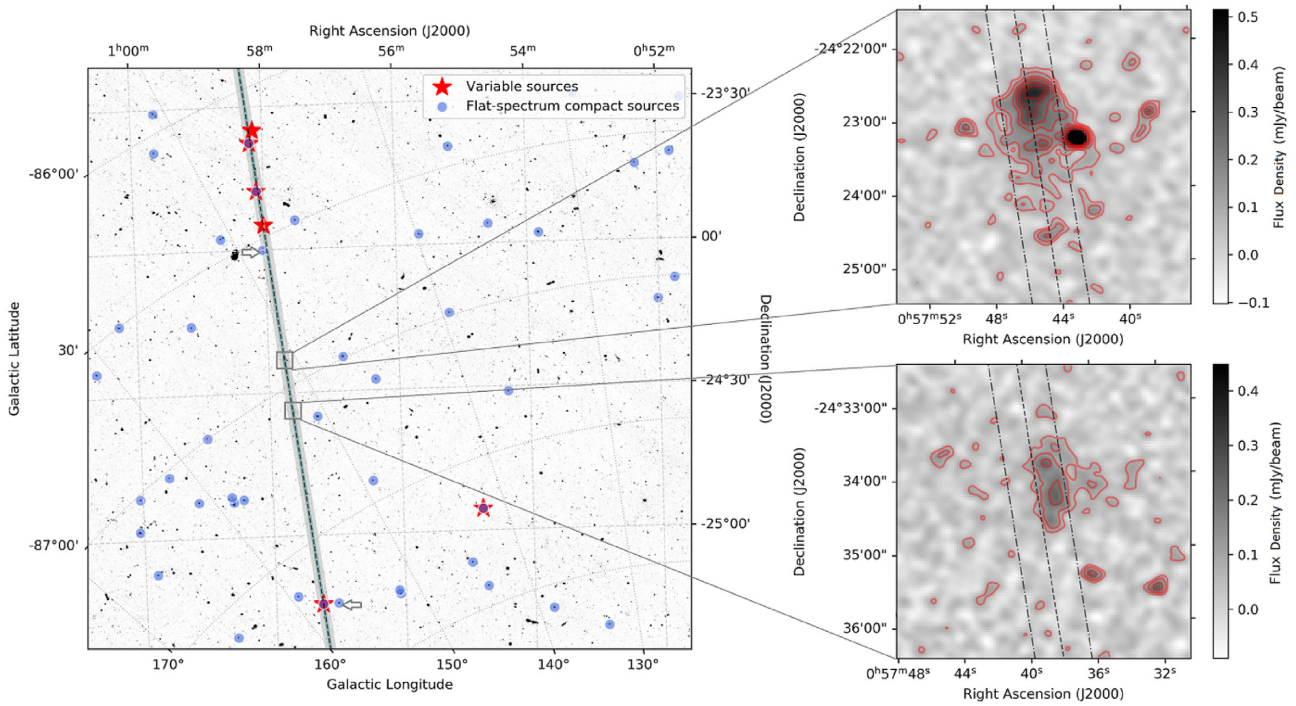 Right Ascension (J2000)
1ʰ00ᵐ 58ᵐ 56ᵐ 54ᵐ 0ʰ52ᵐ
Variable sources
Flat-spectrum compact sources
-23°30'
-86°00'
00'
30'
-24°30'
-25°00'
-87°00'
Galactic Latitude
Declination (J2000)
170° 160° 150° 140° 130°
Galactic Longitude
-24°22'00"
23'00"
24'00"
25'00"
Declination (J2000)
0ʰ57ᵐ52ˢ 48ˢ 44ˢ 40ˢ
Right Ascension (J2000)
0.5
0.4
0.3
0.2
0.1
0.0
−0.1
Flux Density (mJy/beam)
-24°33'00"
34'00"
35'00"
36'00"
Declination (J2000)
0ʰ57ᵐ48ˢ 44ˢ 40ˢ 36ˢ 32ˢ
Right Ascension (J2000)
0.4
0.3
0.2
0.1
0.0
Flux Density (mJy/beam)